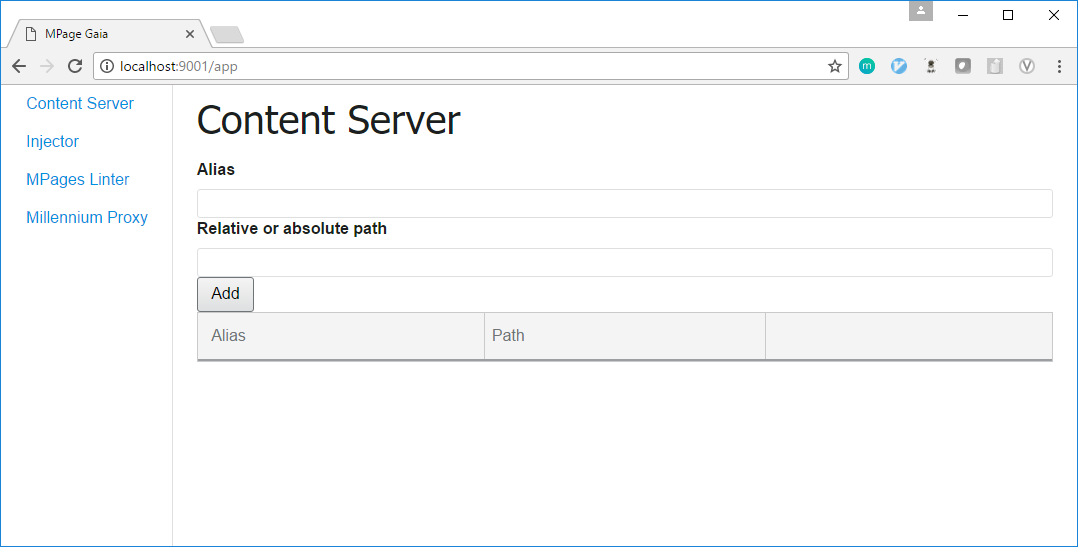 MPage Gaia
localhost:9001/app
m
V
Content Server
Injector
MPages Linter
Millennium Proxy
Content Server
Alias
Relative or absolute path
Add
Alias
Path